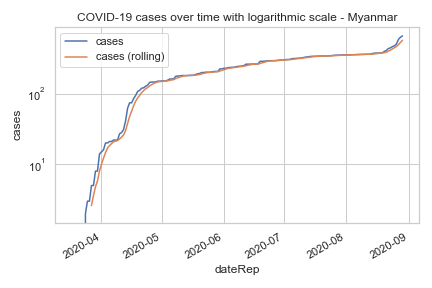 COVID-19 cases over time with logarithmic scale - Myanmar
cases
cases (rolling)
10²
10¹
cases
2020-04
2020-05
2020-06
2020-07
2020-08
2020-09
dateRep